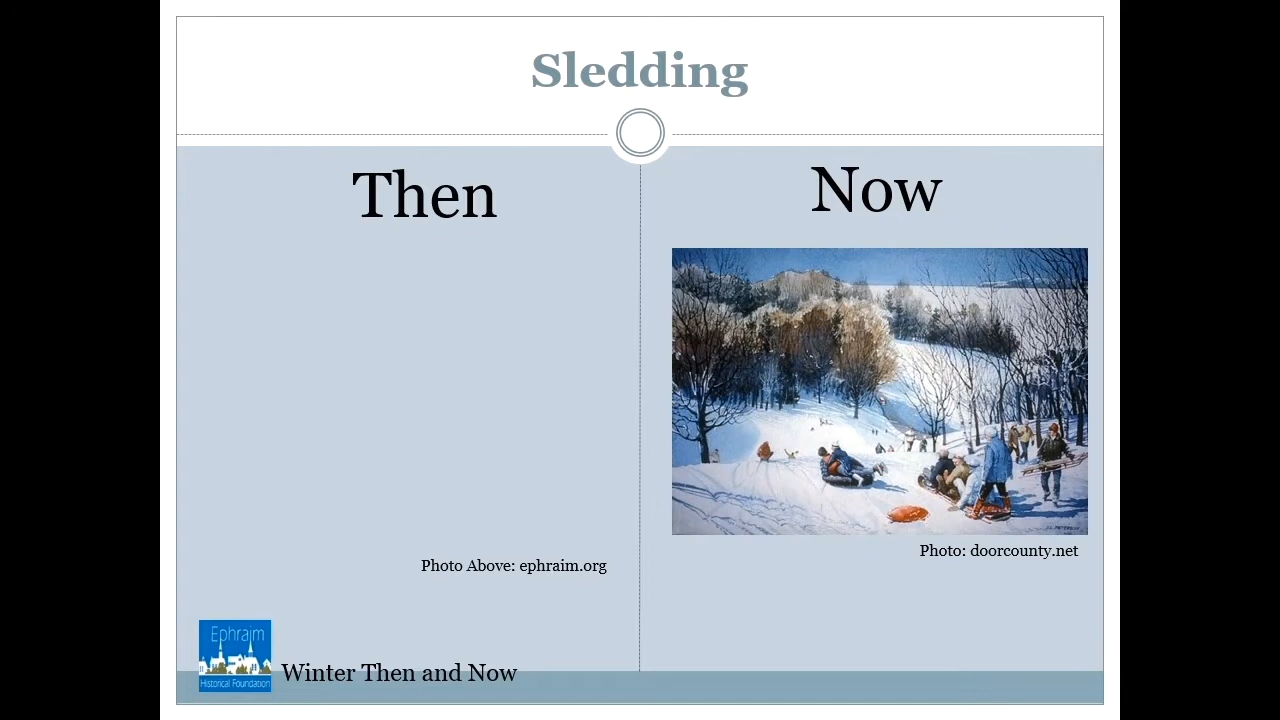 Sledding
Then
Now
Photo Above: ephraim.org
Photo: doorcounty.net
Ephraim
Historical Foundation
Winter Then and Now